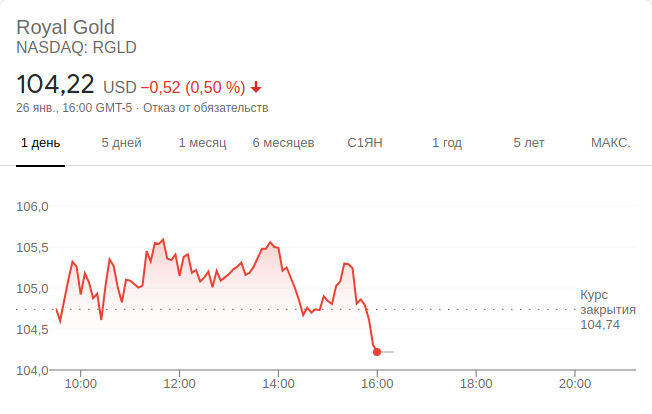 Royal Gold
NASDAQ: RGLD
104,22 USD −0,52 (0,50 %)
26 янв., 16:00 GMT-5 · Отказ от обязательств
1 день 5 дней 1 месяц 6 месяцев С1ЯН 1 год 5 лет МАКС.
106,0
105,5
105,0
104,5
104,0
Курс
закрытия
104,74
10:00 12:00 14:00 16:00 18:00 20:00